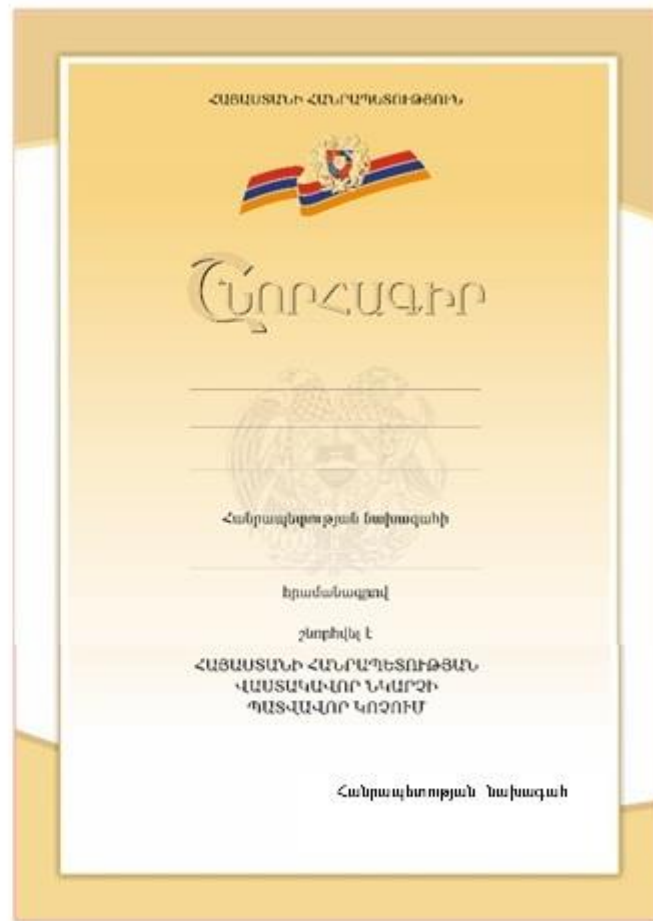 ՀԱՅԱՍՏԱՆԻ ՀԱՆՐԱՊԵՏՈՒԹՅՈՒՆ
ՇՆՈՐՀԱԳԻՐ
Հանրապետության նախագահի
հրամանագրով
շնորհվել է
ՀԱՅԱՍՏԱՆԻ ՀԱՆՐԱՊԵՏՈՒԹՅԱՆ
ՎԱՍՏԱԿԱՎՈՐ ՆԿԱՐՉԻ
ՊԱՏՎԱՎՈՐ ԿՈՉՈՒՄ
Հանրապետության նախագահ